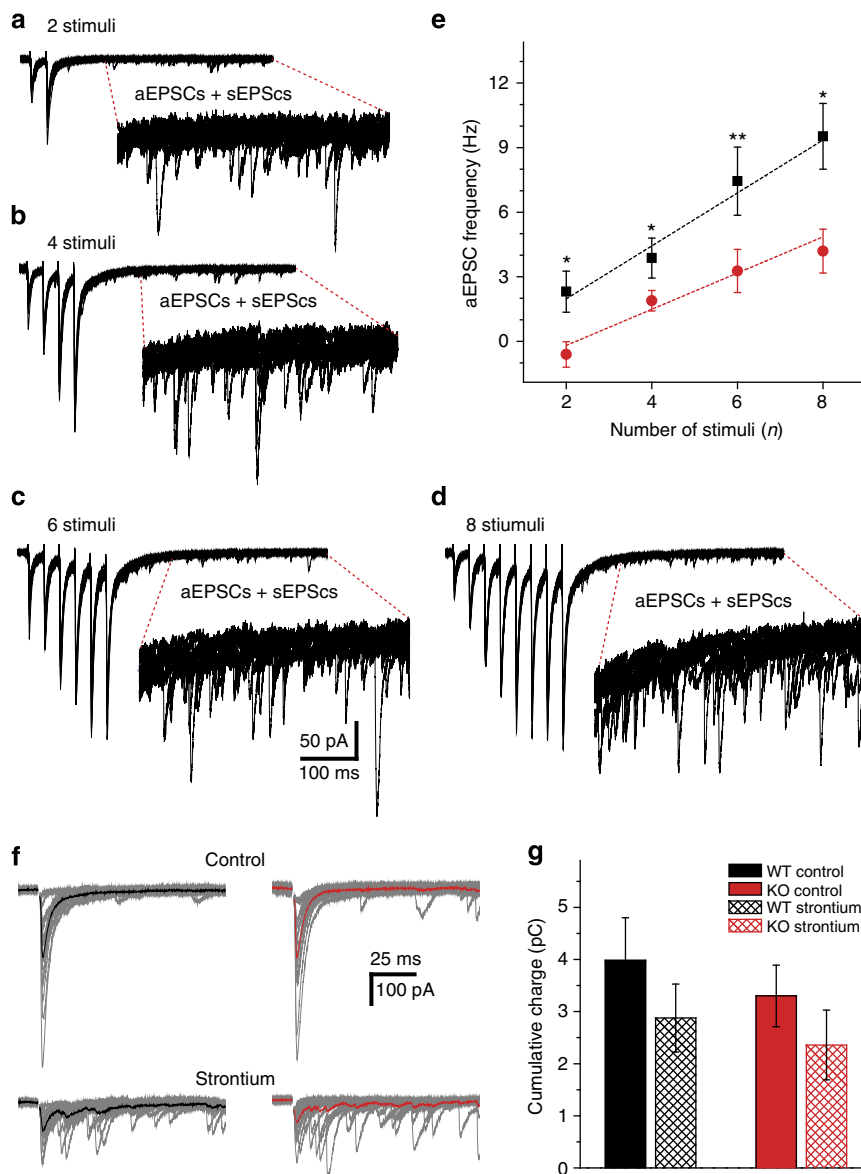 a
2 stimuli
aEPSCs + sEPScs
b
4 stimuli
aEPSCs + sEPSCs
e
aEPSC frequency (Hz)
12
9
6
3
0
*
*
**
*
2
4
6
8
Number of stimuli (n)
c
6 stimuli
aEPSCs + sEPScs
50 pA
100 ms
d
8 stiumuli
aEPSCs + sEPScs
f
Control
25 ms
100 pA
Strontium
g
WT control
KO control
WT strontium
KO strontium
Cumulative charge (pC)
5
4
3
2
1
0